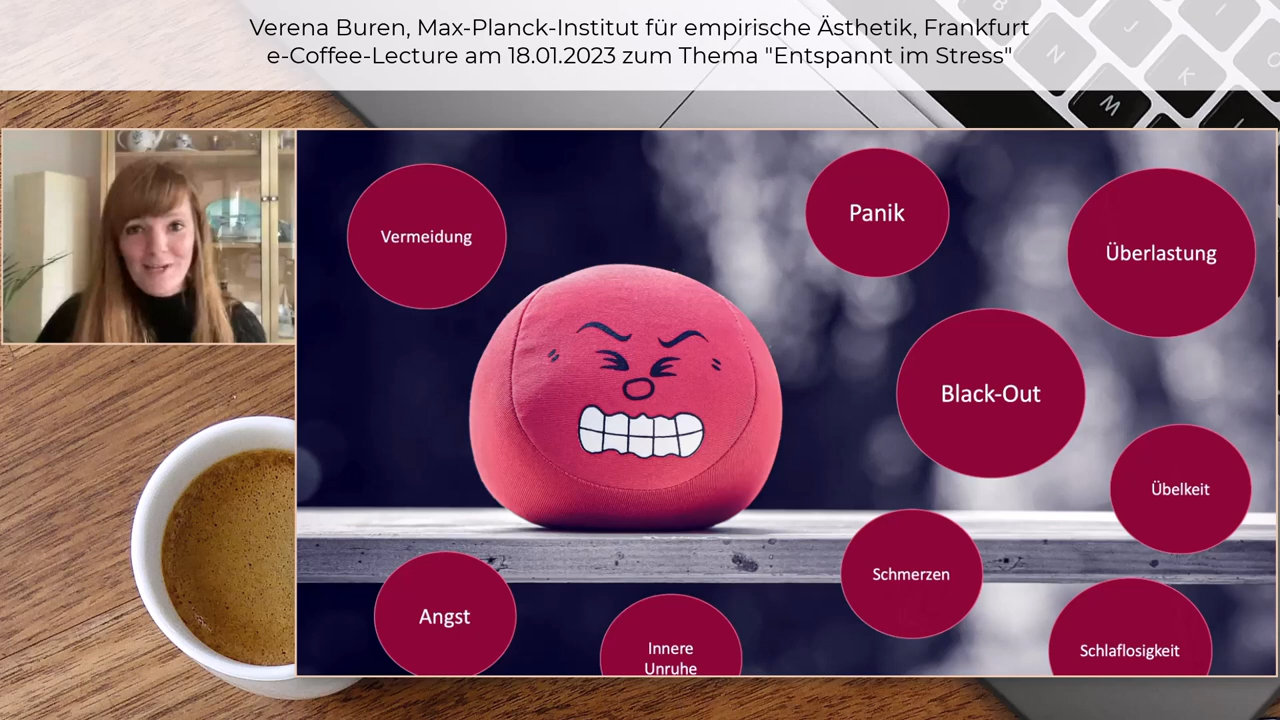 Verena Buren, Max-Planck-Institut für empirische Ästhetik, Frankfurt
e-Coffee-Lecture am 18.01.2023 zum Thema "Entspannt im Stress"
B
J
I
N
K
O
M
Vermeidung
Panik
Überlastung
Black-Out
Übelkeit
Schmerzen
Angst
Innere
Unruhe
Schlaflosigkeit